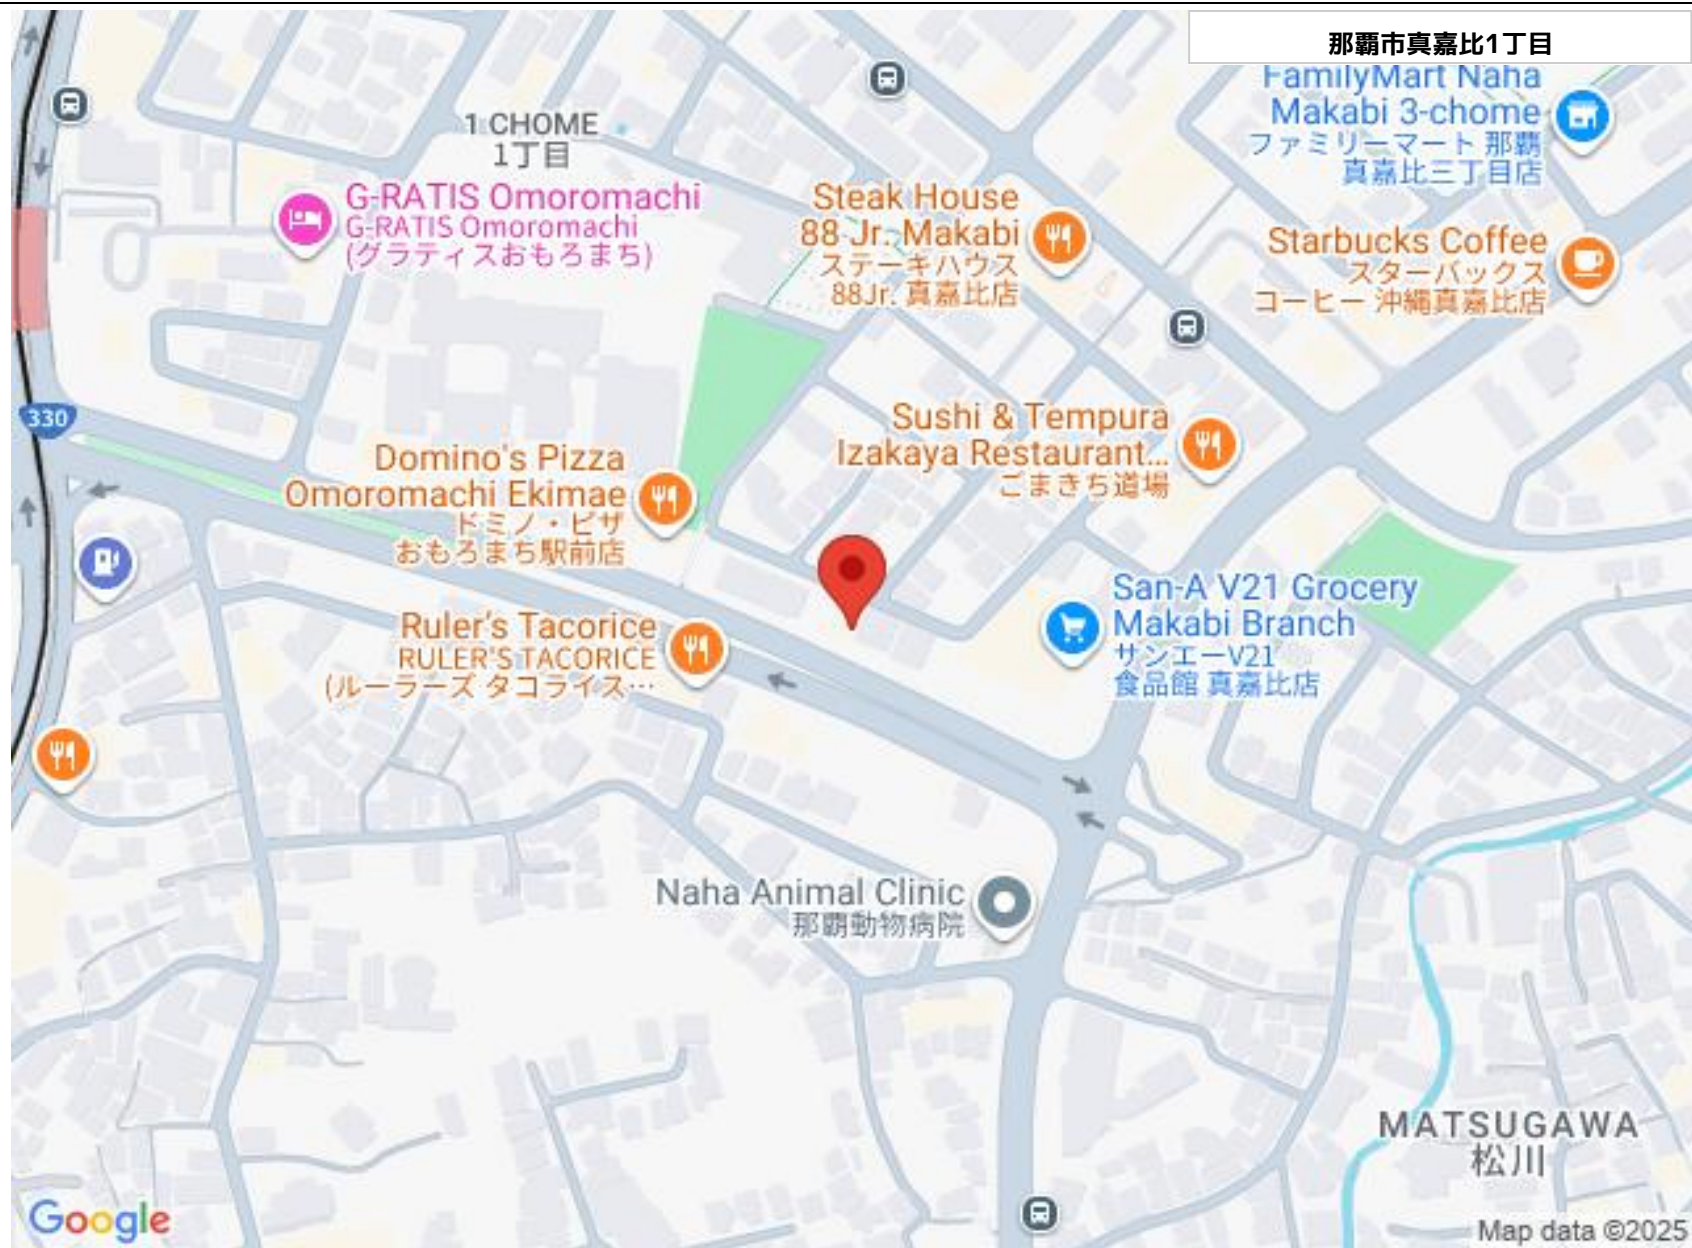 那覇市真嘉比1丁目
FamilyMart Naha
Makabi 3-chome
ファミリーマート 那覇
真嘉比三丁目店
1 CHOME
1丁目
G-RATIS Omoromachi
G-RATIS Omoromachi
(グラティスおもろまち)
Steak House
88 Jr. Makabi
ステーキハウス
88Jr. 真嘉比店
Starbucks Coffee
スターバックス
コーヒー 沖縄真嘉比店
330
Sushi & Tempura
Izakaya Restaurant...
ごまきち道場
Domino's Pizza
Omoromachi Ekimae
ドミノ・ピザ
おもろまち駅前店
San-A V21 Grocery
Makabi Branch
サンエーV21
食品館 真嘉比店
Ruler's Tacorice
RULER'S TACORICE
(ルーラーズ タコライス…
Naha Animal Clinic
那覇動物病院
MATSUGAWA
松川
Google
Map data ©2025